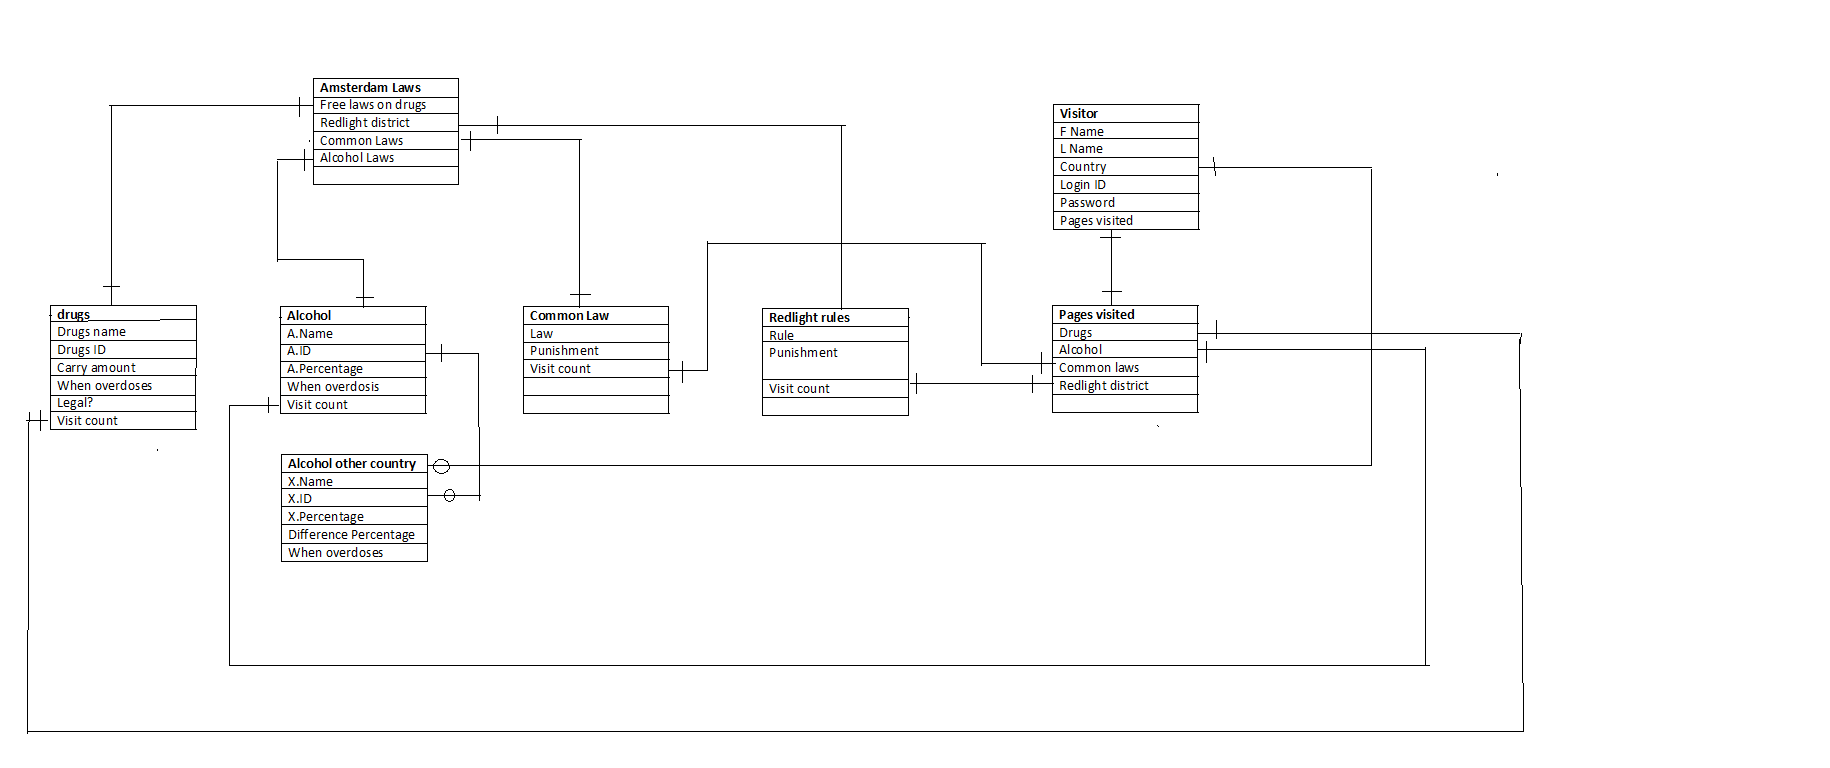 Amsterdam Laws
Free laws on drugs
Redlight district
Common Laws
Alcohol Laws
Visitor
F Name
L Name
Country
Login ID
Password
Pages visited
drugs
Drugs name
Drugs ID
Carry amount
When overdoses
Legal?
Visit count
Alcohol
A.Name
A.ID
A.Percentage
When overdosis
Visit count
Common Law
Law
Punishment
Visit count
Redlight rules
Rule
Punishment
Visit count
Pages visited
Drugs
Alcohol
Common laws
Redlight district
Alcohol other country
X.Name
X.ID
X.Percentage
Difference Percentage
When overdoses